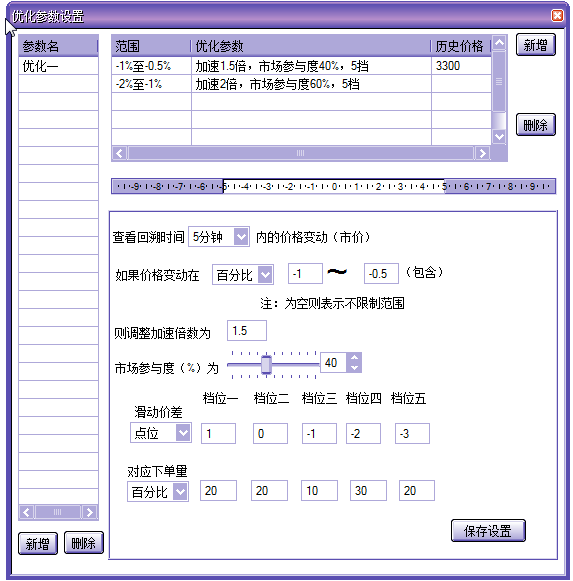 优化参数设置
参数名
优化一
范围 优化参数 历史价格
-1%至-0.5% 加速1.5倍，市场参与度40%，5档 3300
-2%至-1% 加速2倍，市场参与度60%，5档
新增
删除
-9 -8 -7 -6 -5 -4 -3 -2 -1 0 1 2 3 4 5 6 7 8 9
查看回溯时间 5分钟 内的价格变动（市价）
如果价格变动在 百分比 -1 ～ -0.5 （包含）
注：为空则表示不限制范围
则调整加速倍数为 1.5
市场参与度（%）为 40
档位一 档位二 档位三 档位四 档位五
滑动价差
点位 1 0 -1 -2 -3
对应下单量
百分比 20 20 10 30 20
保存设置
新增 删除